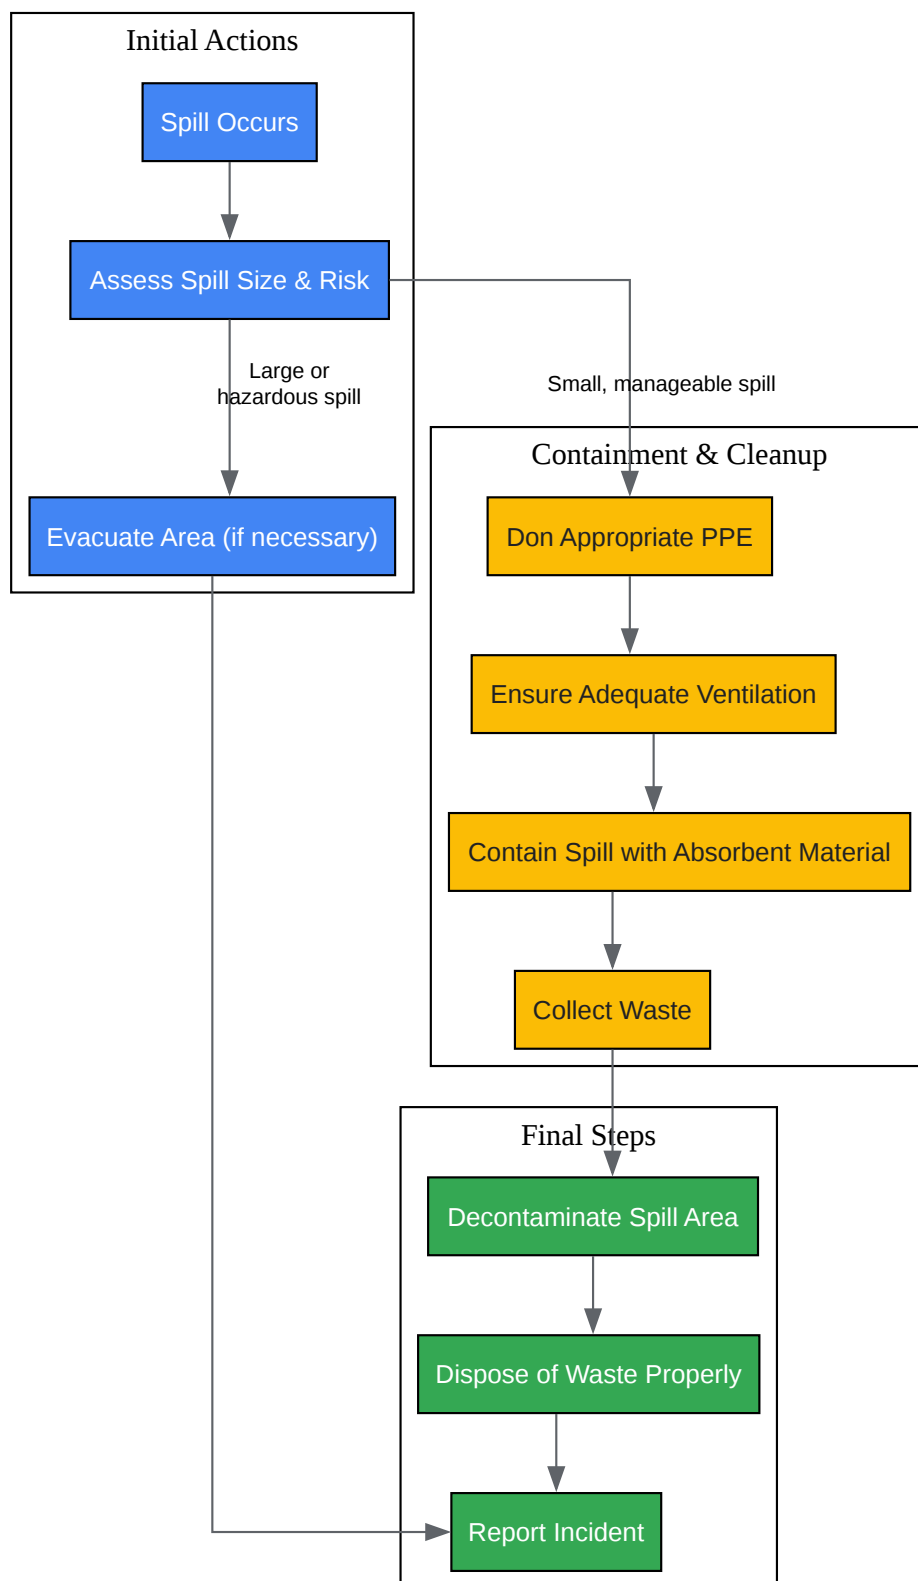 Initial Actions
Spill Occurs
Assess Spill Size & Risk
Large or
hazardous spill
Small, manageable spill
Evacuate Area (if necessary)
Containment & Cleanup
Don Appropriate PPE
Ensure Adequate Ventilation
Contain Spill with Absorbent Material
Collect Waste
Final Steps
Decontaminate Spill Area
Dispose of Waste Properly
Report Incident